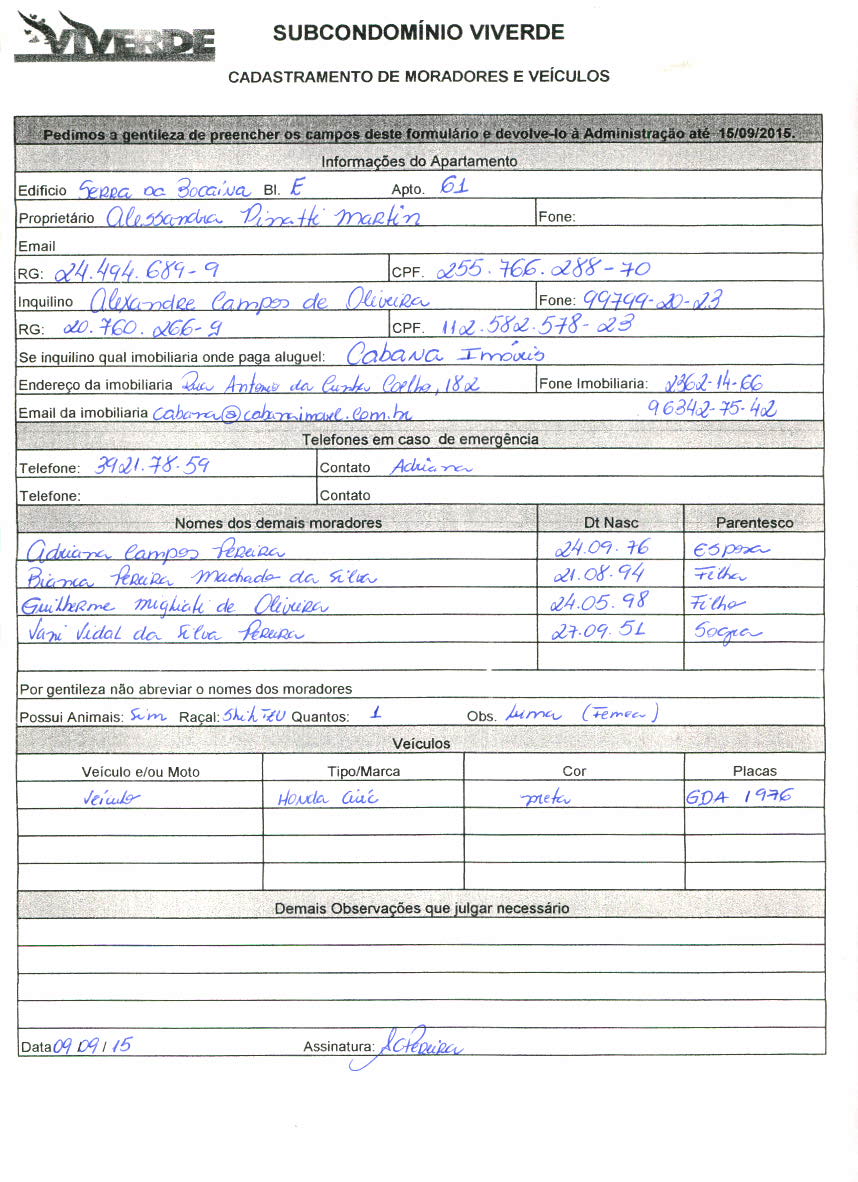 VIVERDE
SUBCONDOMÍNIO VIVERDE
CADASTRAMENTO DE MORADORES E VEÍCULOS
Pedimos a gentileza de preencher os campos deste formulário e devolve-lo à Administração até 15/09/2015.
Informações do Apartamento
Edificio Serra da Bocaina Bl. E Apto. 61
Proprietário Alessandra Pinatti Martin Fone:
Email
RG: 24.494.689-9 CPF. 255.766.288-70
Inquilino Alexandre Campos de Oliveira Fone: 99799-20-23
RG: 20.760.266-9 CPF. 112.582.578-23
Se inquilino qual imobiliaria onde paga aluguel: Cabana Imóveis
Endereço da imobiliaria Rua Antonio da Cunha Coelho, 182 Fone Imobiliaria: 2362-14-66
Email da imobiliaria cabana@cabanaimovel.com.br 96342-75-42
Telefones em caso de emergência
Telefone: 3921.78.59 Contato Adriana
Telefone: Contato
Nomes dos demais moradores Dt Nasc Parentesco
Adriana Campos Pereira 24.09.76 Esposa
Bianca Pereira Machado da Silva 21.08.94 Filha
Guilherme Migliati de Oliveira 24.05.98 Filho
Vani Vidal da Silva Pereira 27.09.51 Sogra
Por gentileza não abreviar o nomes dos moradores
Possui Animais: Sim Raçal: Shih-tzu Quantos: 1 Obs. Luma (Femea)
Veículos
Veículo e/ou Moto Tipo/Marca Cor Placas
Veículo Honda Civic preta GDA 1976
Demais Observações que julgar necessário
Data 09/09/15 Assinatura: ACPereira